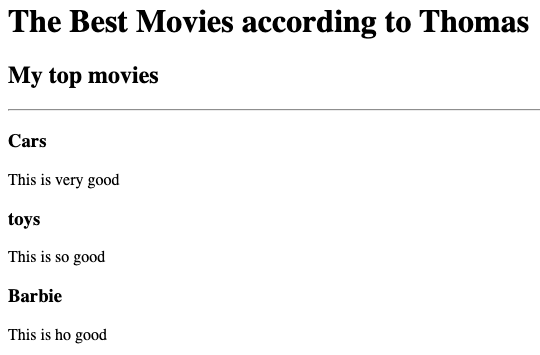 The Best Movies according to Thomas
My top movies
Cars
This is very good
toys
This is so good
Barbie
This is ho good